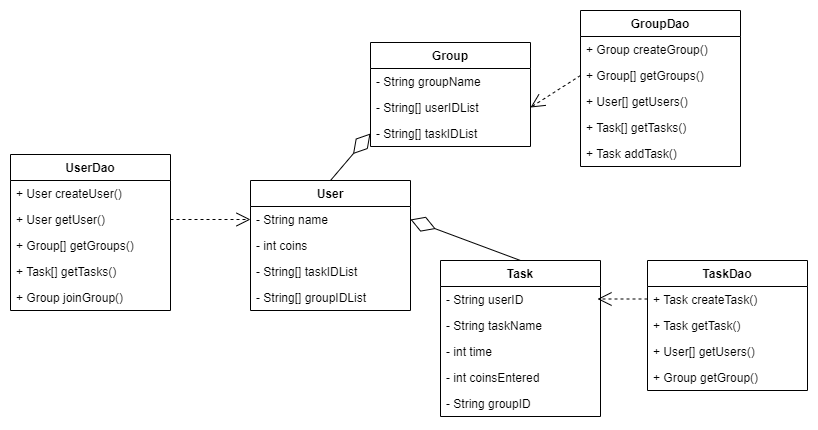 GroupDao
+ Group createGroup()
+ Group[] getGroups()
+ User[] getUsers()
+ Task[] getTasks()
+ Task addTask()
Group
- String groupName
- String[] userIDList
- String[] taskIDList
UserDao
+ User createUser()
+ User getUser()
+ Group[] getGroups()
+ Task[] getTasks()
+ Group joinGroup()
User
- String name
- int coins
- String[] taskIDList
- String[] groupIDList
Task
- String userID
- String taskName
- int time
- int coinsEntered
- String groupID
TaskDao
+ Task createTask()
+ Task getTask()
+ User[] getUsers()
+ Group getGroup()